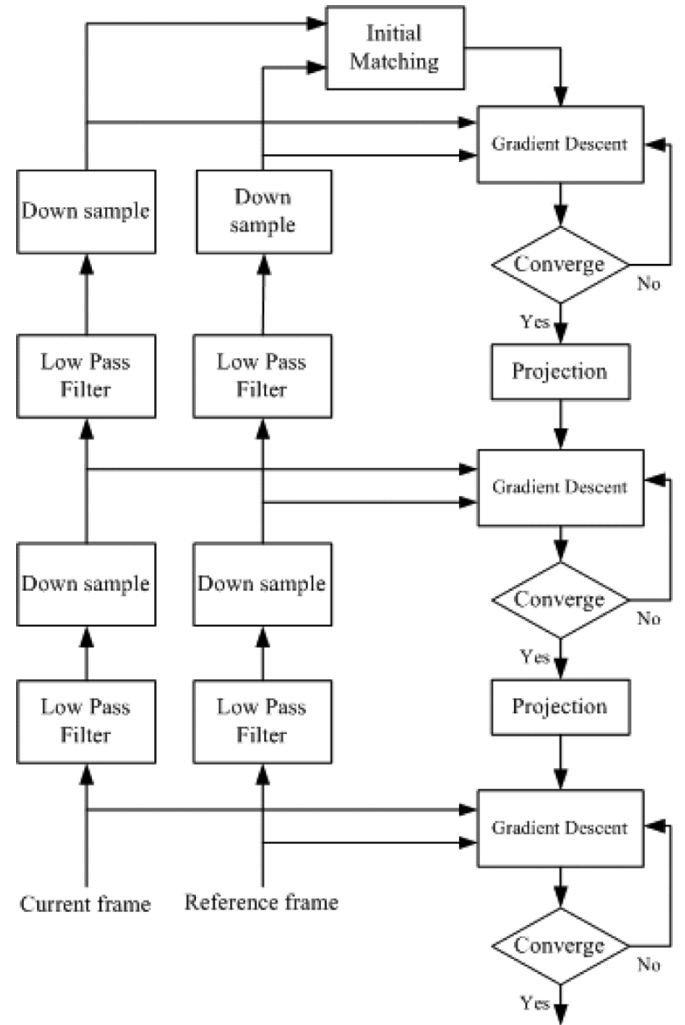 Initial
Matching
Gradient Descent
Down sample
Down
sample
Converge
No
Yes
Low Pass
Filter
Low Pass
Filter
Projection
Gradient Descent
Down sample
Down sample
Converge
No
Yes
Low Pass
Filter
Low Pass
Filter
Projection
Gradient Descent
Current frame
Reference frame
Converge
No
Yes